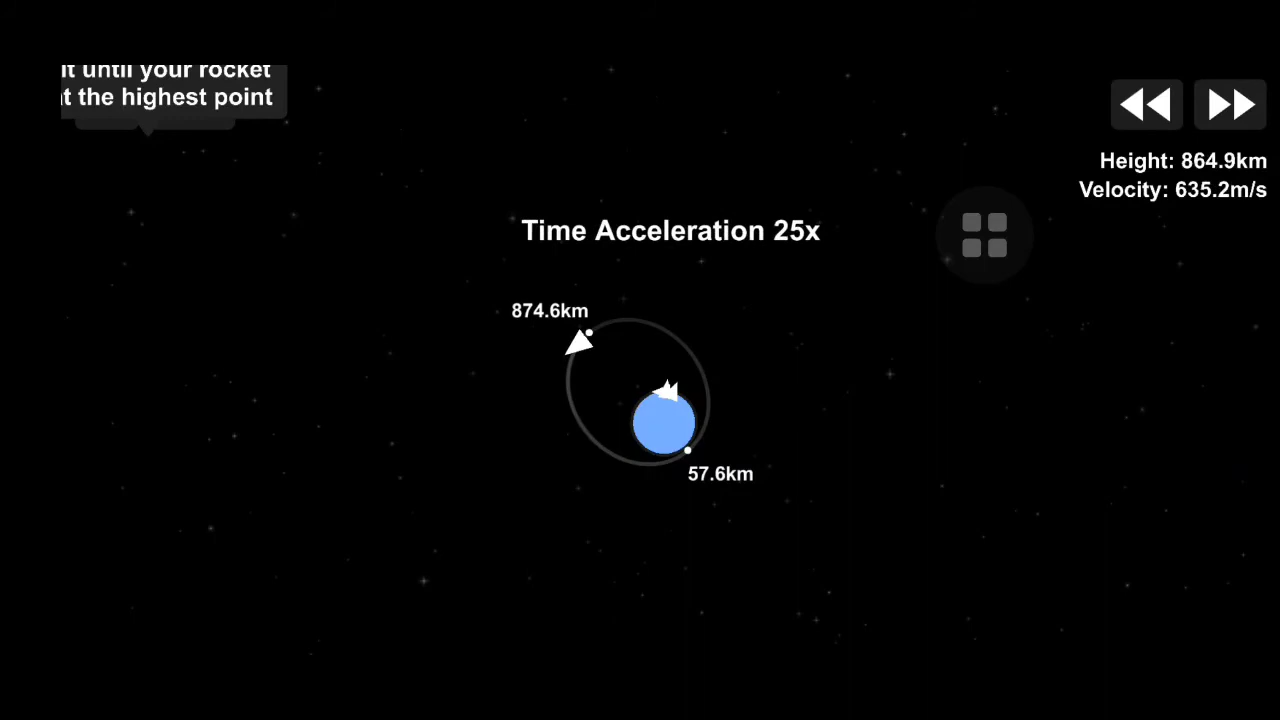 it until your rocket
at the highest point
Height: 864.9km
Velocity: 635.2m/s
Time Acceleration 25x
874.6km
57.6km